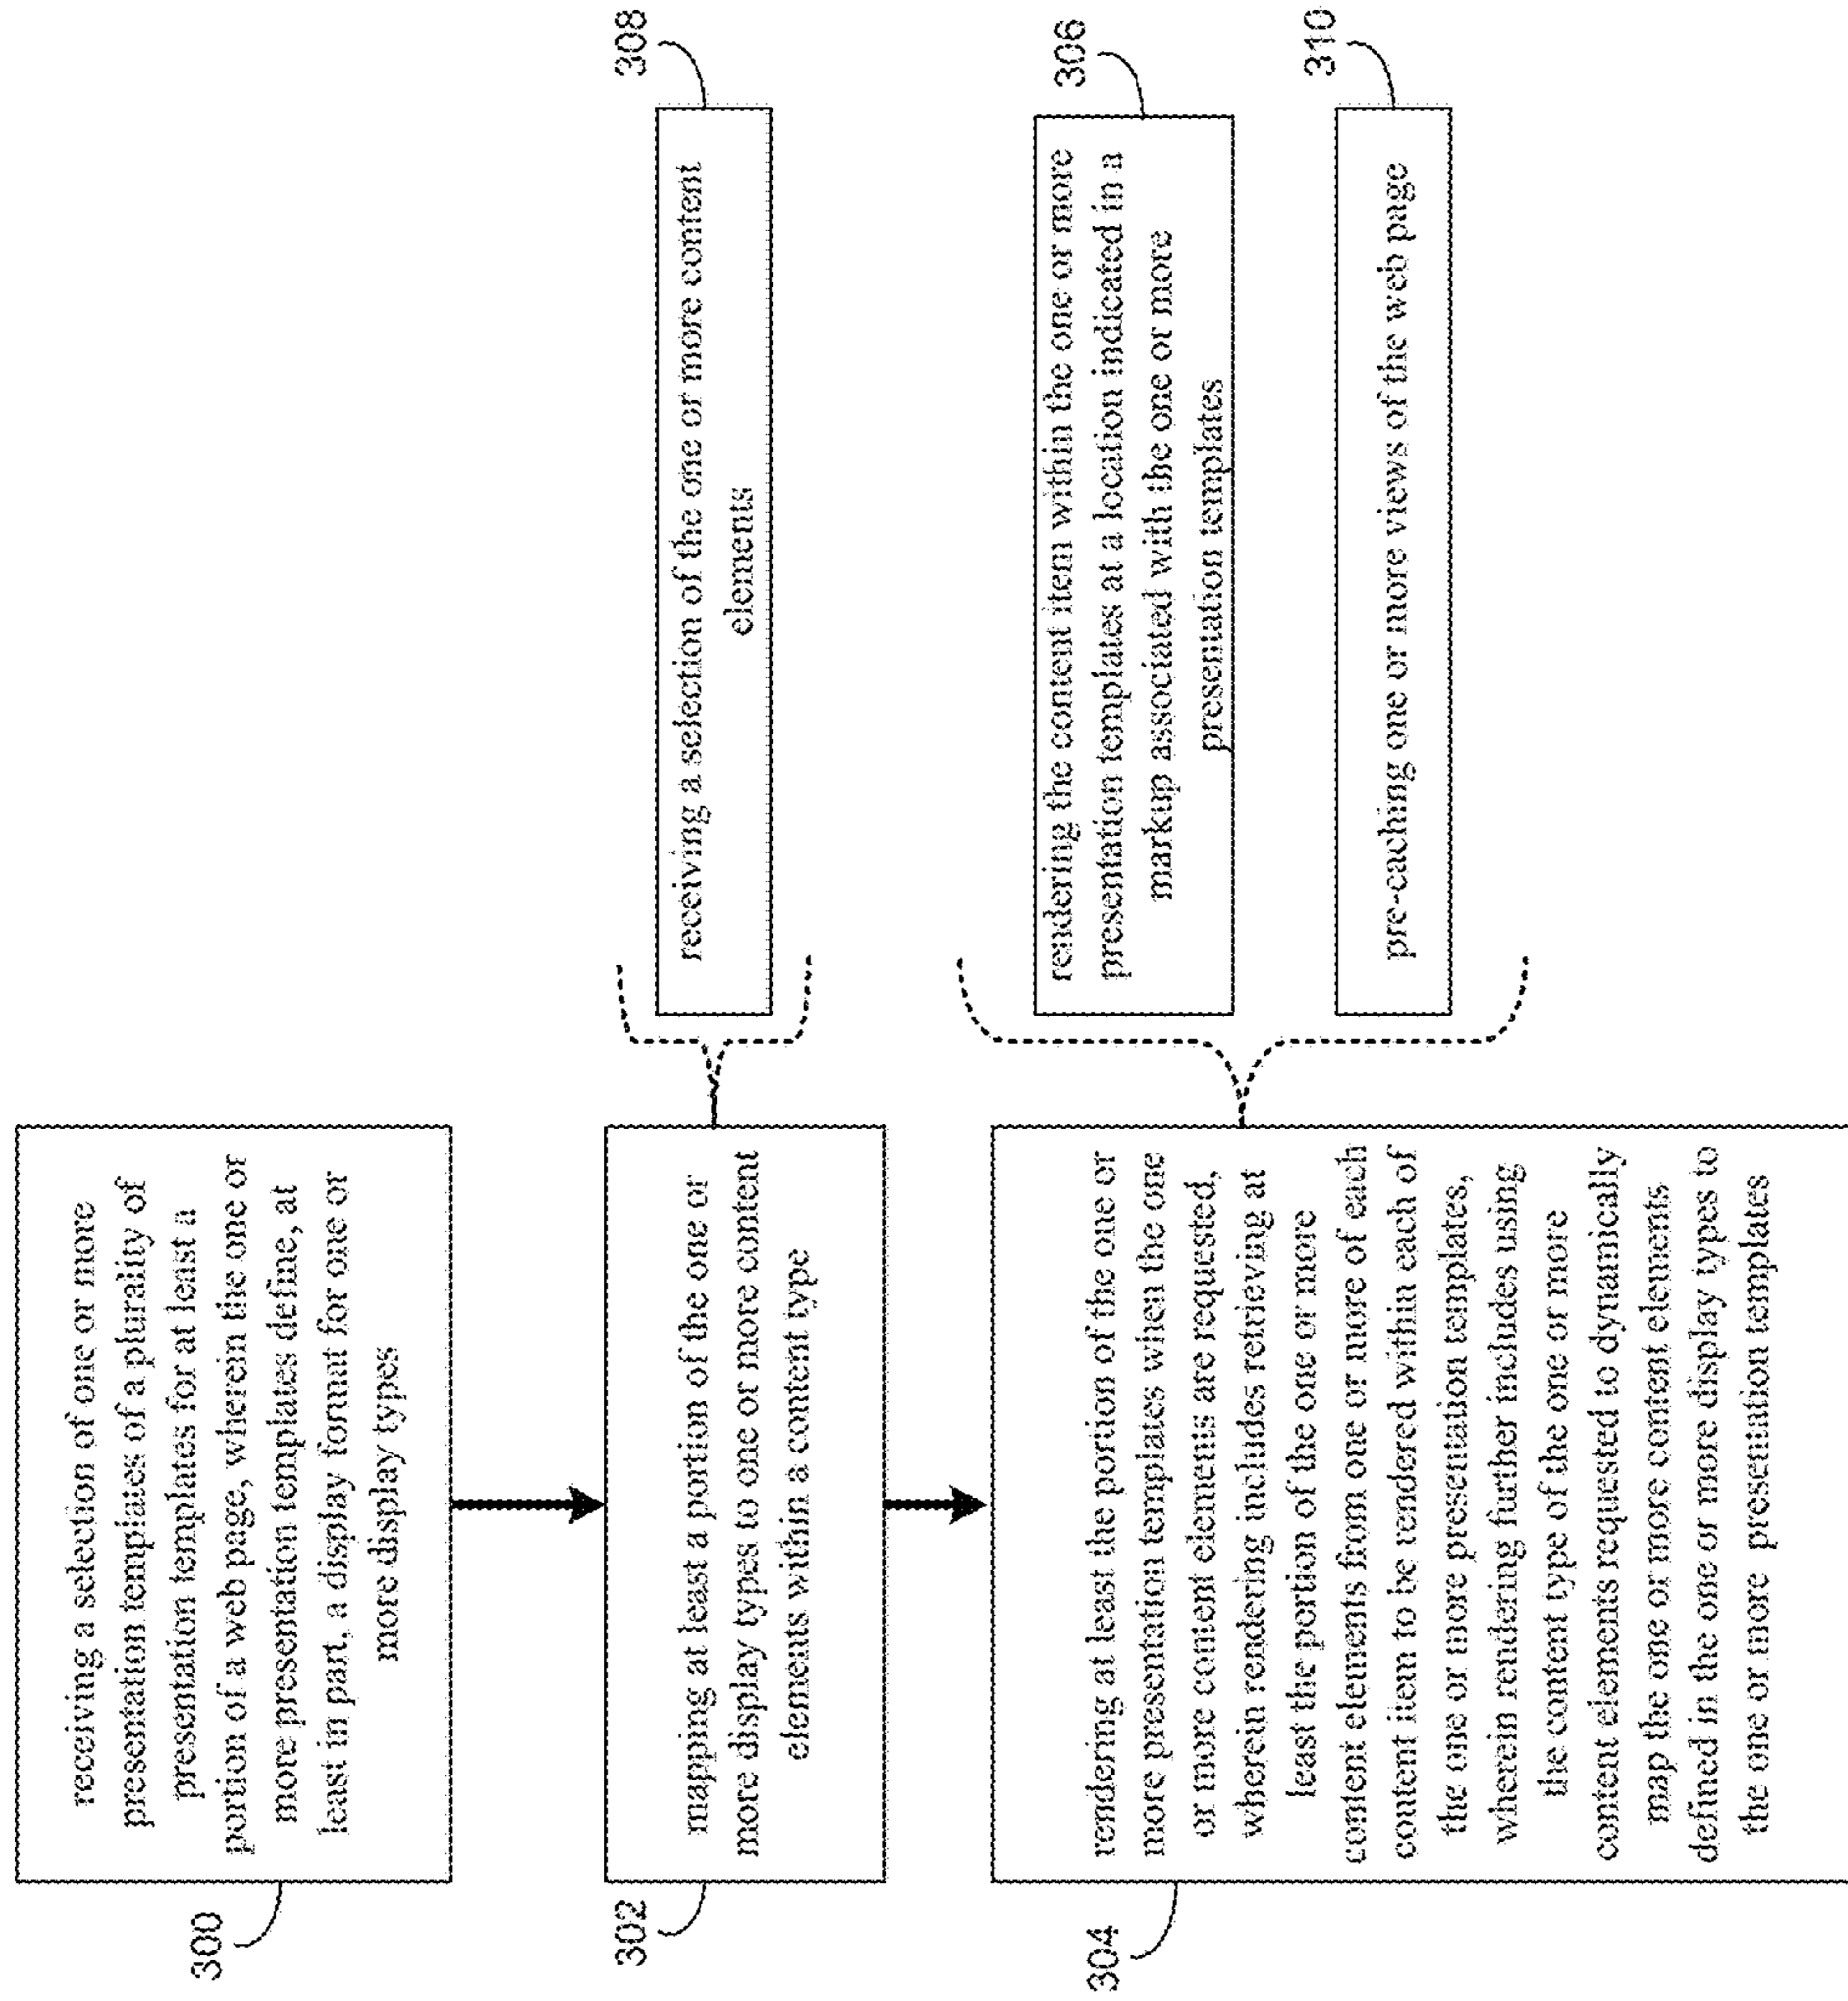 300
receiving a selection of one or more
presentation templates of a plurality of
presentation templates for at least a
portion of a web page, wherein the one or
more presentation templates define, at
least in part, a display format for one or
more display types
302
mapping at least a portion of the one or
more display types to one or more content
elements within a content type
308
receiving a selection of the one or more content
elements
304
rendering at least the portion of the one or
more presentation templates when the one
or more content elements are requested,
wherein rendering includes retrieving at
least the portion of the one or more
content elements from one or more of each
content item to be rendered within each of
the one or more presentation templates,
wherein rendering further includes using
the content type of the one or more
content elements requested to dynamically
map the one or more content elements
defined in the one or more display types to
the one or more presentation templates
306
rendering the content item within the one or more
presentation templates at a location indicated in a
markup associated with the one or more
presentation templates
310
pre-caching one or more views of the web page